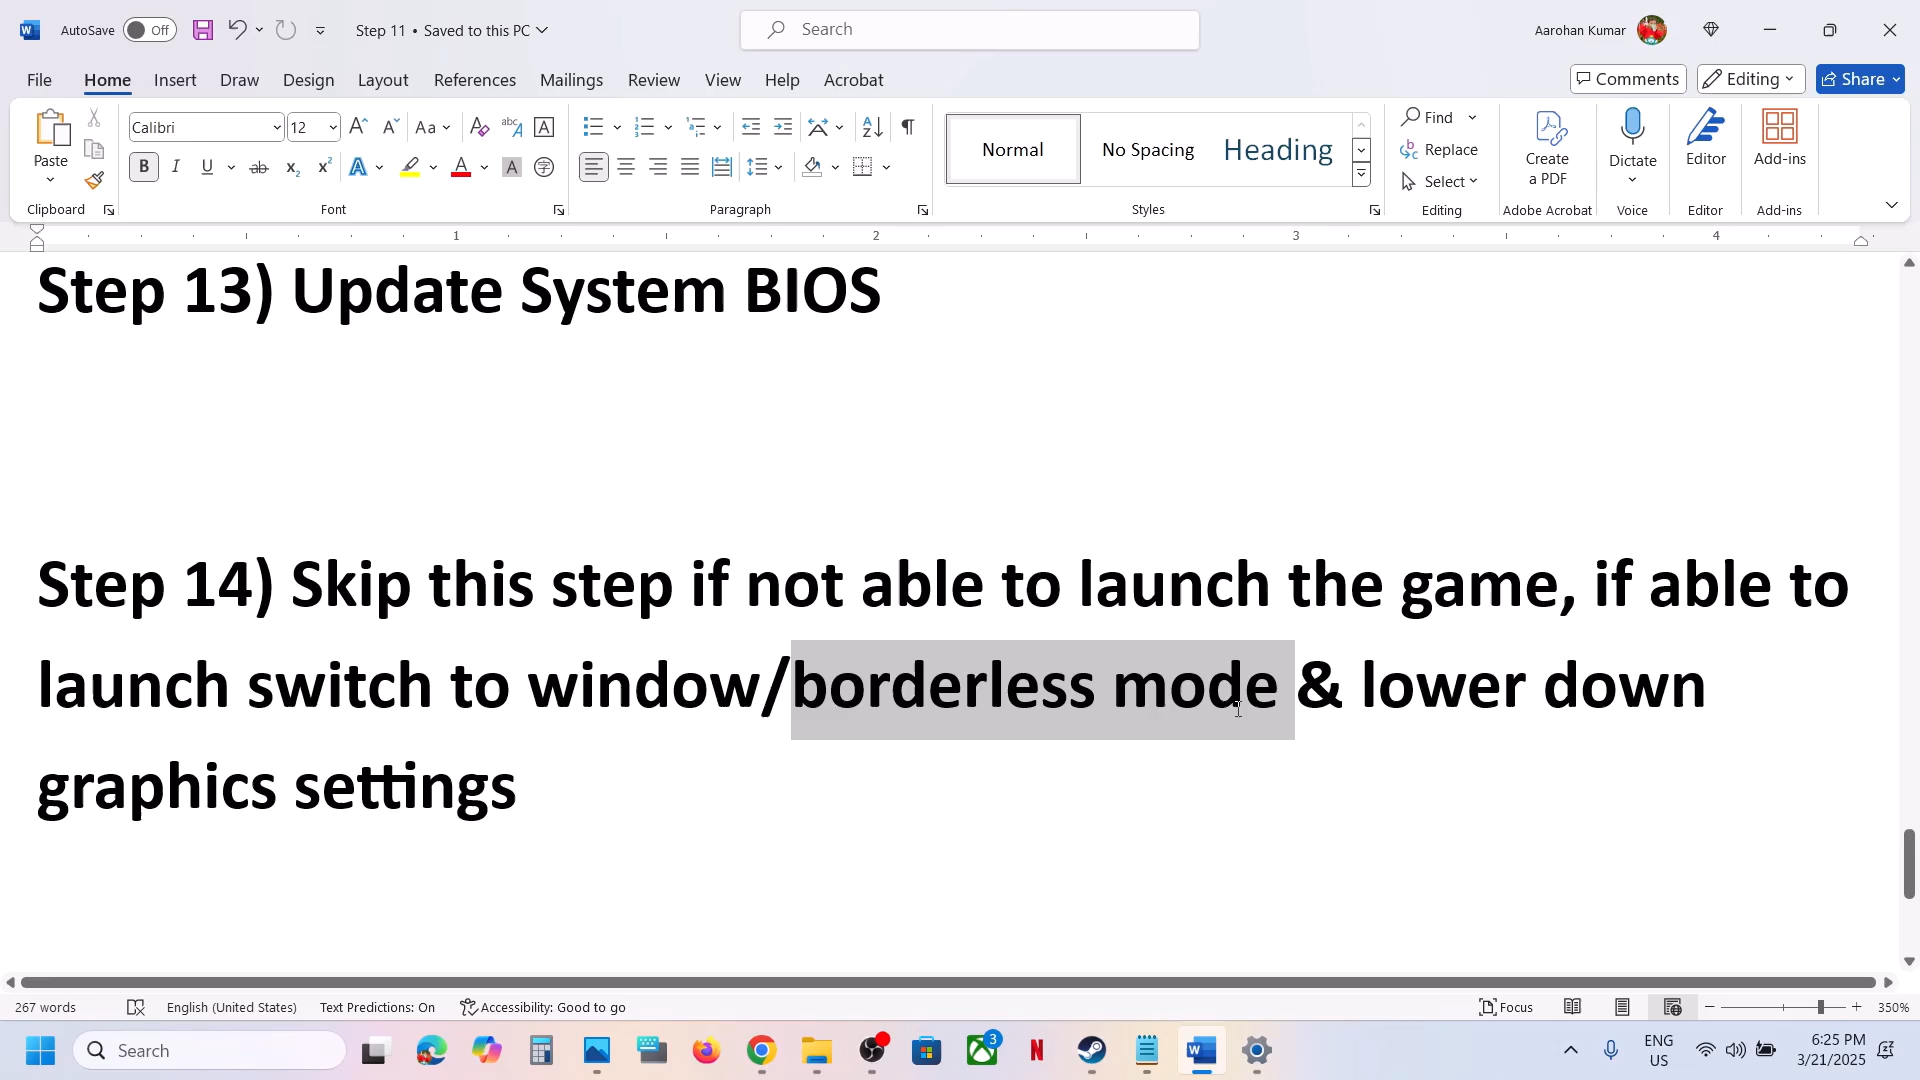 AutoSave Off Step 11 • Saved to this PC Search Aarohan Kumar
File Home Insert Draw Design Layout References Mailings Review View Help Acrobat Comments Editing Share
Paste
Calibri 12
Aa
Normal No Spacing Heading
Find
Replace
Select
Create a PDF
Dictate
Editor
Add-ins
Clipboard Font Paragraph Styles Editing Adobe Acrobat Voice Editor Add-ins
1 2 3 4
Step 13) Update System BIOS
Step 14) Skip this step if not able to launch the game, if able to
launch switch to window/borderless mode & lower down
graphics settings
267 words English (United States) Text Predictions: On Accessibility: Good to go Focus 350%
Search 3 ENG US 6:25 PM 3/21/2025